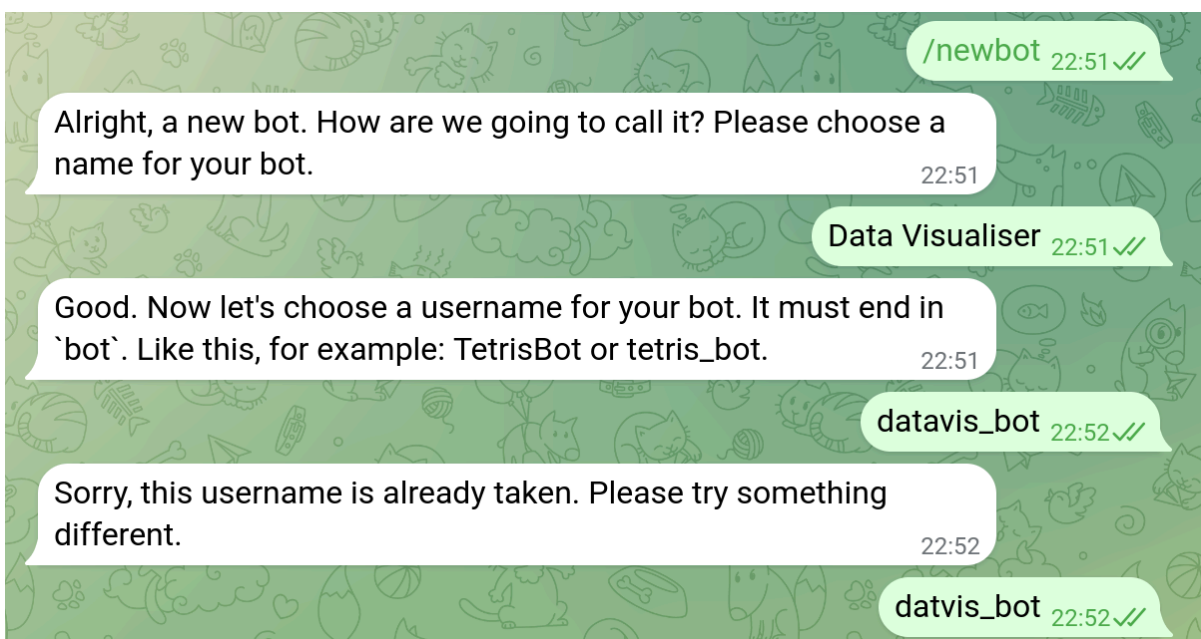 /newbot 22:51
Alright, a new bot. How are we going to call it? Please choose a
name for your bot.
22:51
Data Visualiser 22:51
Good. Now let's choose a username for your bot. It must end in
`bot`. Like this, for example: TetrisBot or tetris_bot.
22:51
datavis_bot 22:52
Sorry, this username is already taken. Please try something
different.
22:52
datvis_bot 22:52